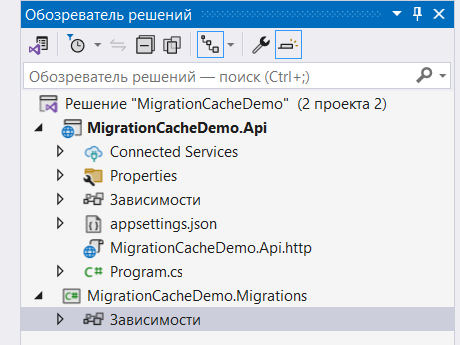 Обозреватель решений
Обозреватель решений — поиск (Ctrl+;)
Решение "MigrationCacheDemo" (2 проекта 2)
MigrationCacheDemo.Api
Connected Services
Properties
Зависимости
appsettings.json
MigrationCacheDemo.Api.http
C# Program.cs
C# MigrationCacheDemo.Migrations
Зависимости